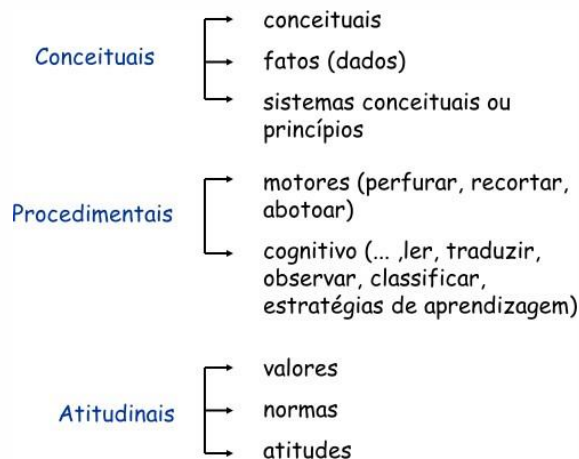 Conceituais
conceituais
fatos (dados)
sistemas conceituais ou
princípios
Procedimentais
motores (perfurar, recortar,
abotoar)
cognitivo (... ,ler, traduzir,
observar, classificar,
estratégias de aprendizagem)
Atitudinais
valores
normas
atitudes